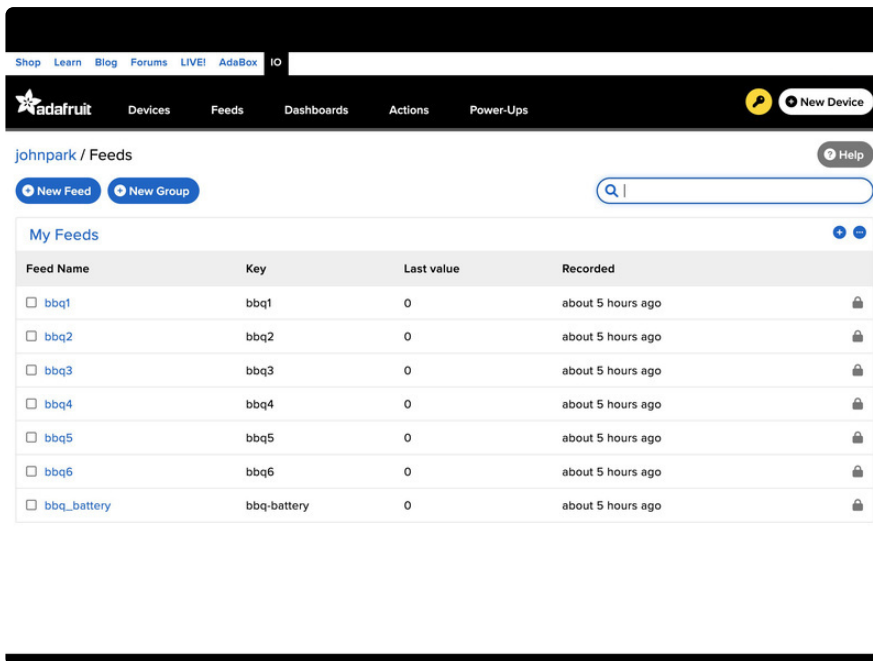 Shop Learn Blog Forums LIVE! AdaBox IO
adafruit Devices Feeds Dashboards Actions Power-Ups New Device
johnpark / Feeds Help
New Feed New Group
My Feeds
Feed Name Key Last value Recorded
bbq1 bbq1 0 about 5 hours ago
bbq2 bbq2 0 about 5 hours ago
bbq3 bbq3 0 about 5 hours ago
bbq4 bbq4 0 about 5 hours ago
bbq5 bbq5 0 about 5 hours ago
bbq6 bbq6 0 about 5 hours ago
bbq_battery bbq-battery 0 about 5 hours ago